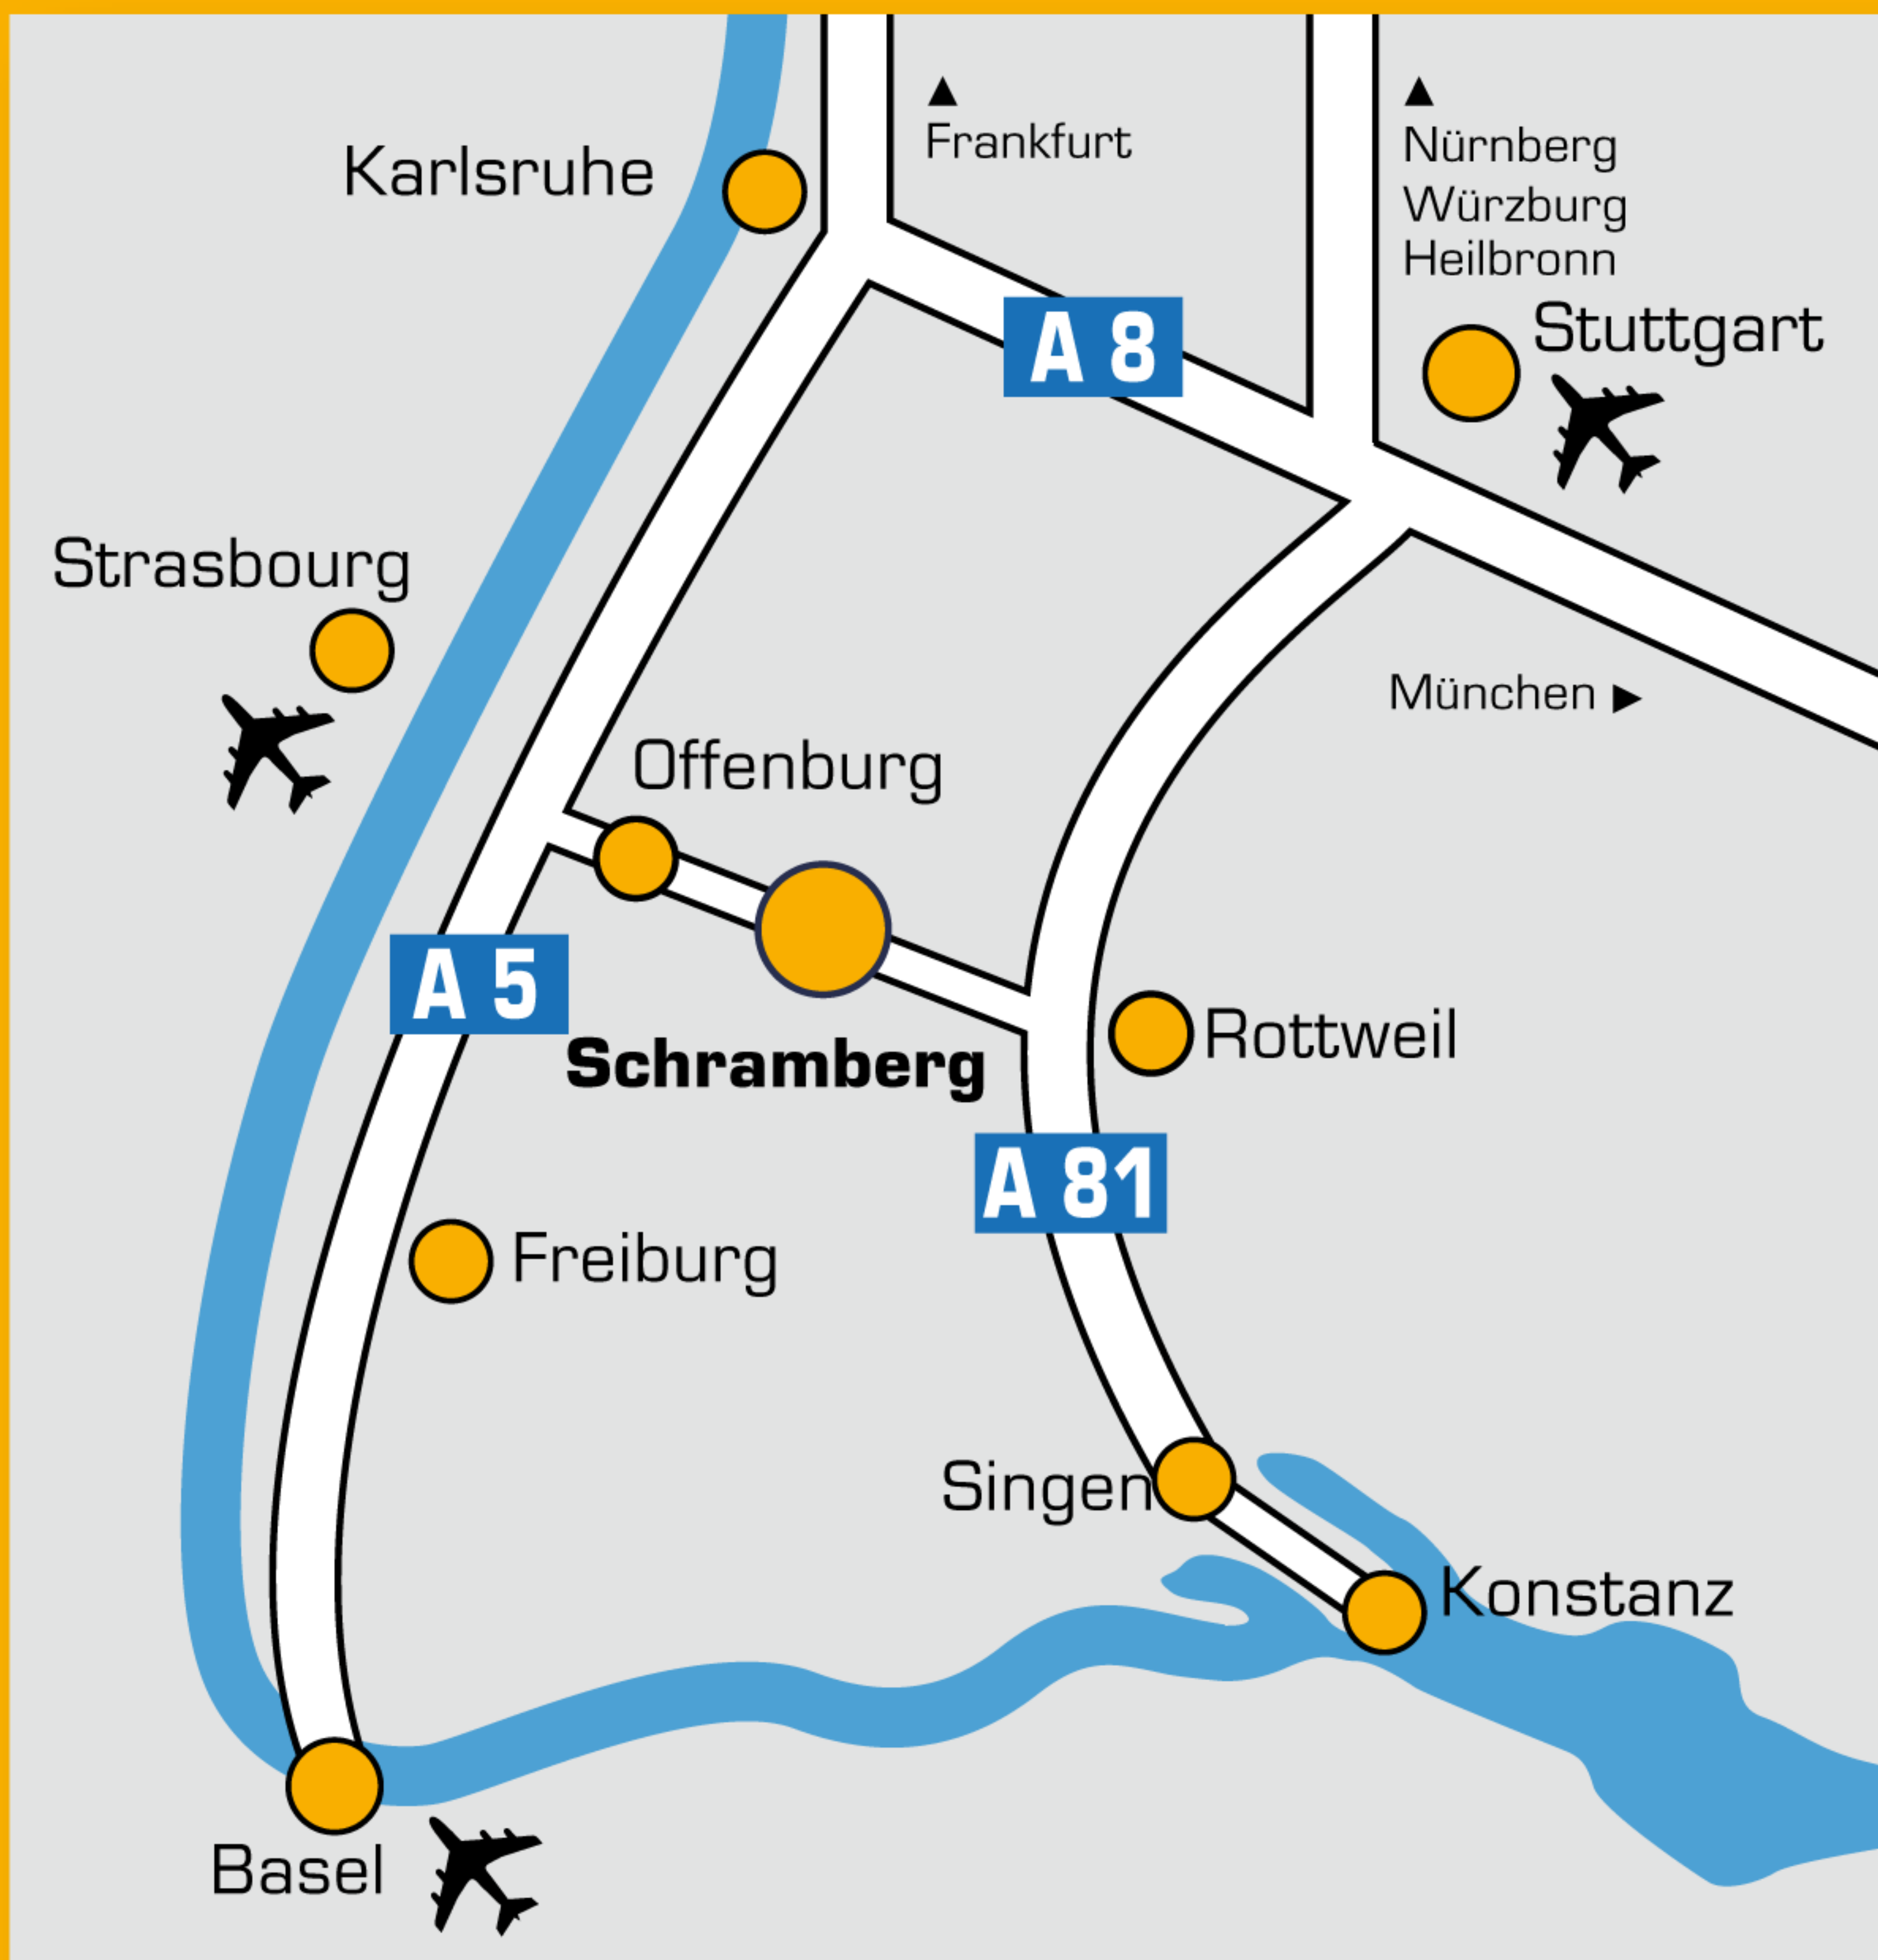 Frankfurt
Nürnberg
Würzburg
Heilbronn
Karlsruhe
Stuttgart
A 8
Strasbourg
München
Offenburg
A 5
Schramberg
Rottweil
A 81
Freiburg
Singen
Konstanz
Basel